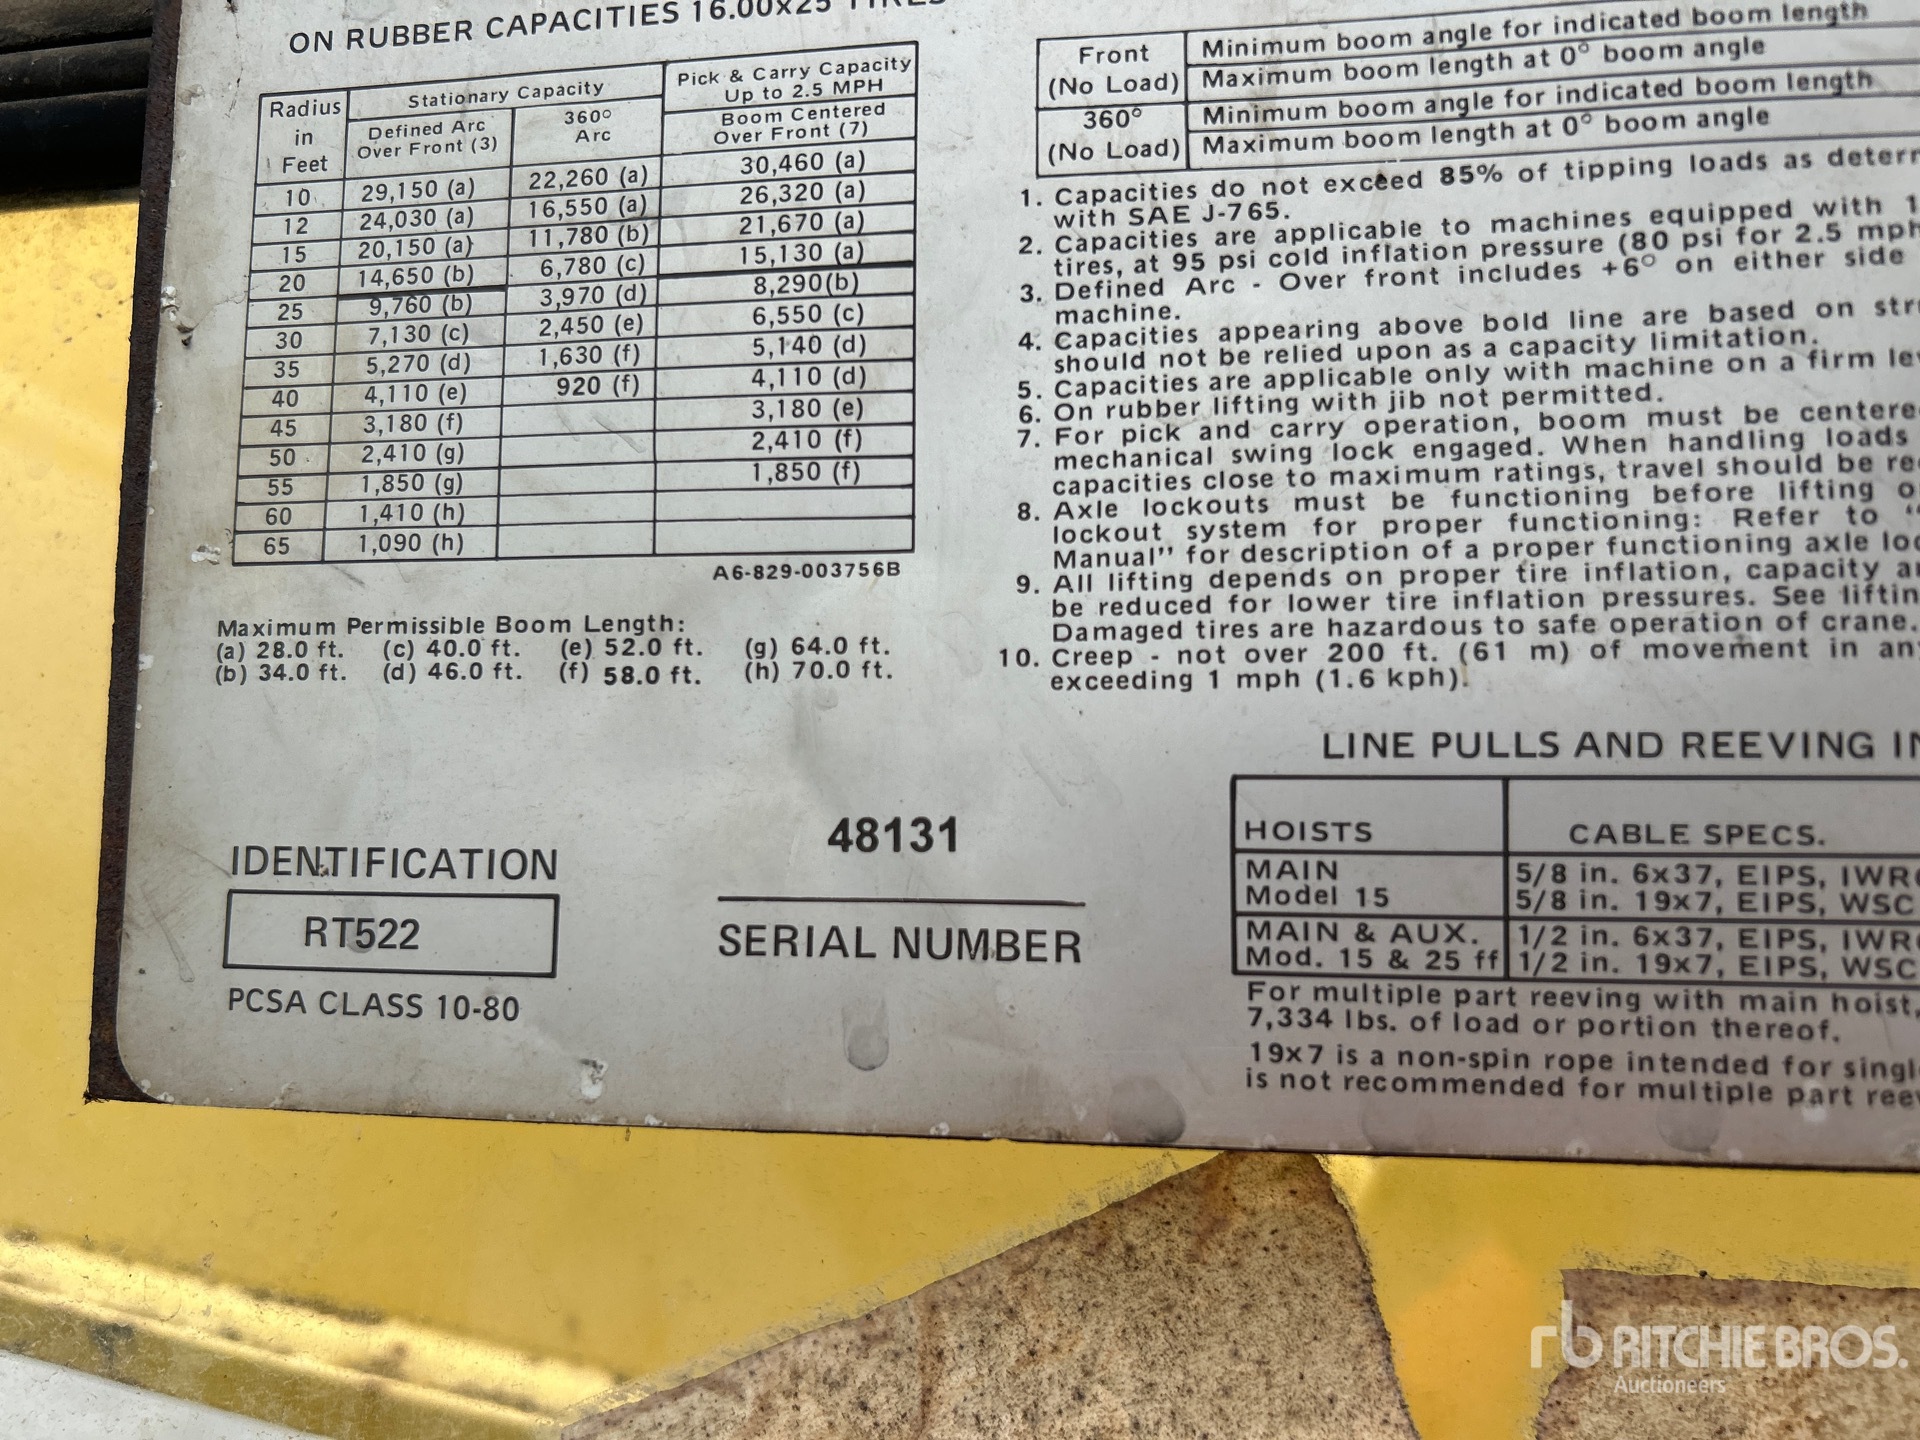 ON RUBBER CAPACITIES 16.00x25 TIRES
Radius in Feet
Stationary Capacity
Defined Arc Over Front (3)
360° Arc
Pick & Carry Capacity Up to 2.5 MPH
Boom Centered Over Front (7)
10 29,150 (a) 22,260 (a) 30,460 (a)
12 24,030 (a) 16,550 (a) 26,320 (a)
15 20,150 (a) 11,780 (b) 21,670 (a)
20 14,650 (b) 6,780 (c) 15,130 (a)
25 9,760 (b) 3,970 (d) 8,290(b)
30 7,130 (c) 2,450 (e) 6,550 (c)
35 5,270 (d) 1,630 (f) 5,140 (d)
40 4,110 (e) 920 (f) 4,110 (d)
45 3,180 (f) 3,180 (e)
50 2,410 (g) 2,410 (f)
55 1,850 (g) 1,850 (f)
60 1,410 (h)
65 1,090 (h)
A6-829-003756B
Maximum Permissible Boom Length:
(a) 28.0 ft. (c) 40.0 ft. (e) 52.0 ft. (g) 64.0 ft.
(b) 34.0 ft. (d) 46.0 ft. (f) 58.0 ft. (h) 70.0 ft.
IDENTIFICATION
RT522
PCSA CLASS 10-80
48131
SERIAL NUMBER
Front (No Load)
Minimum boom angle for indicated boom length
Maximum boom length at 0° boom angle
360° (No Load)
Minimum boom angle for indicated boom length
Maximum boom length at 0° boom angle
1. Capacities do not exceed 85% of tipping loads as
with SAE J-765.
2. Capacities are applicable to machines equipped with
tires, at 95 psi cold inflation pressure (80 psi for 2.5
3. Defined Arc - Over front includes +6° on either side
machine.
4. Capacities appearing above bold line are based on
should not be relied upon as a capacity limitation.
5. Capacities are applicable only with machine on a firm
6. On rubber lifting with jib not permitted.
7. For pick and carry operation, boom must be
mechanical swing lock engaged. When handling loads
capacities close to maximum ratings, travel should be
8. Axle lockouts must be functioning before lifting
lockout system for proper functioning: Refer to
Manual" for description of a proper functioning axle
9. All lifting depends on proper tire inflation, capacity
be reduced for lower tire inflation pressures. See
Damaged tires are hazardous to safe operation of crane.
10. Creep - not over 200 ft. (61 m) of movement in
exceeding 1 mph (1.6 kph).
LINE PULLS AND REEVING
HOISTS CABLE SPECS.
MAIN 5/8 in. 6x37, EIPS, IWRC
Model 15 5/8 in. 19x7, EIPS, WSC
MAIN & AUX. 1/2 in. 6x37, EIPS, IWRC
Mod. 15 & 25 ff 1/2 in. 19x7, EIPS, WSC
For multiple part reeving with main hoist,
7,334 lbs. of load or portion thereof.
19x7 is a non-spin rope intended for
is not recommended for multiple part
rb RITCHIE BROS.
Auctioneers